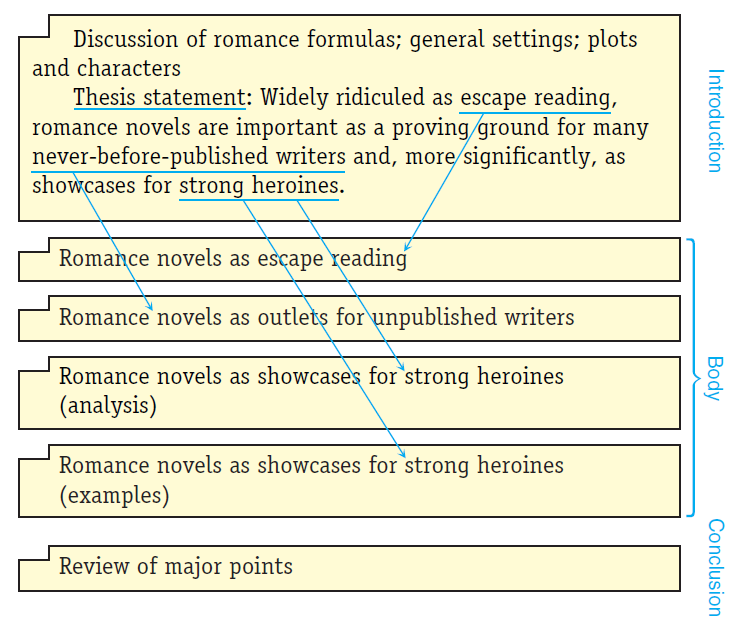 Discussion of romance formulas; general settings; plots
and characters
Thesis statement: Widely ridiculed as escape reading,
romance novels are important as a proving ground for many
never-before-published writers and, more significantly, as
showcases for strong heroines.
Introduction
Romance novels as escape reading
Romance novels as outlets for unpublished writers
Romance novels as showcases for strong heroines
(analysis)
Romance novels as showcases for strong heroines
(examples)
Body
Review of major points
Conclusion